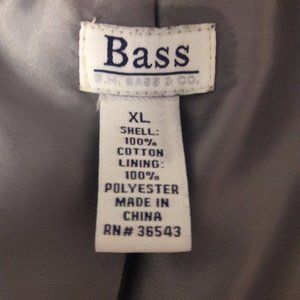 Bass
G.H. BASS & CO.
XL
SHELL:
100%
COTTON
LINING:
100%
POLYESTER
MADE IN
CHINA
RN# 36543